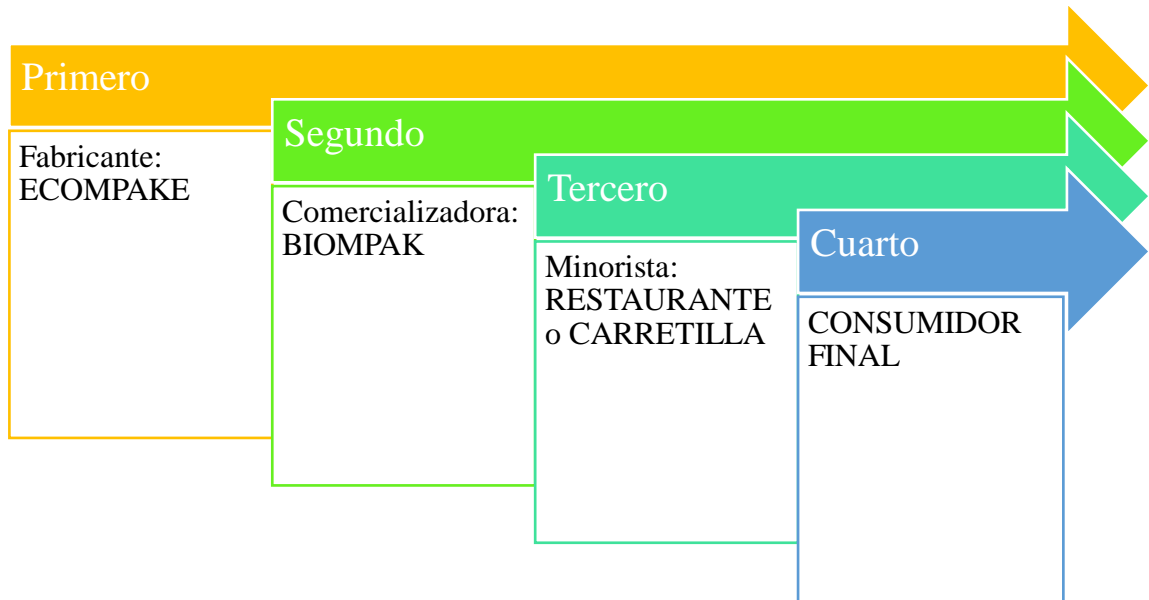 Primero
Fabricante:
ECOMPAKE
Segundo
Comercializadora:
BIOMPAK
Tercero
Minorista:
RESTAURANTE
o CARRETILLA
Cuarto
CONSUMIDOR
FINAL